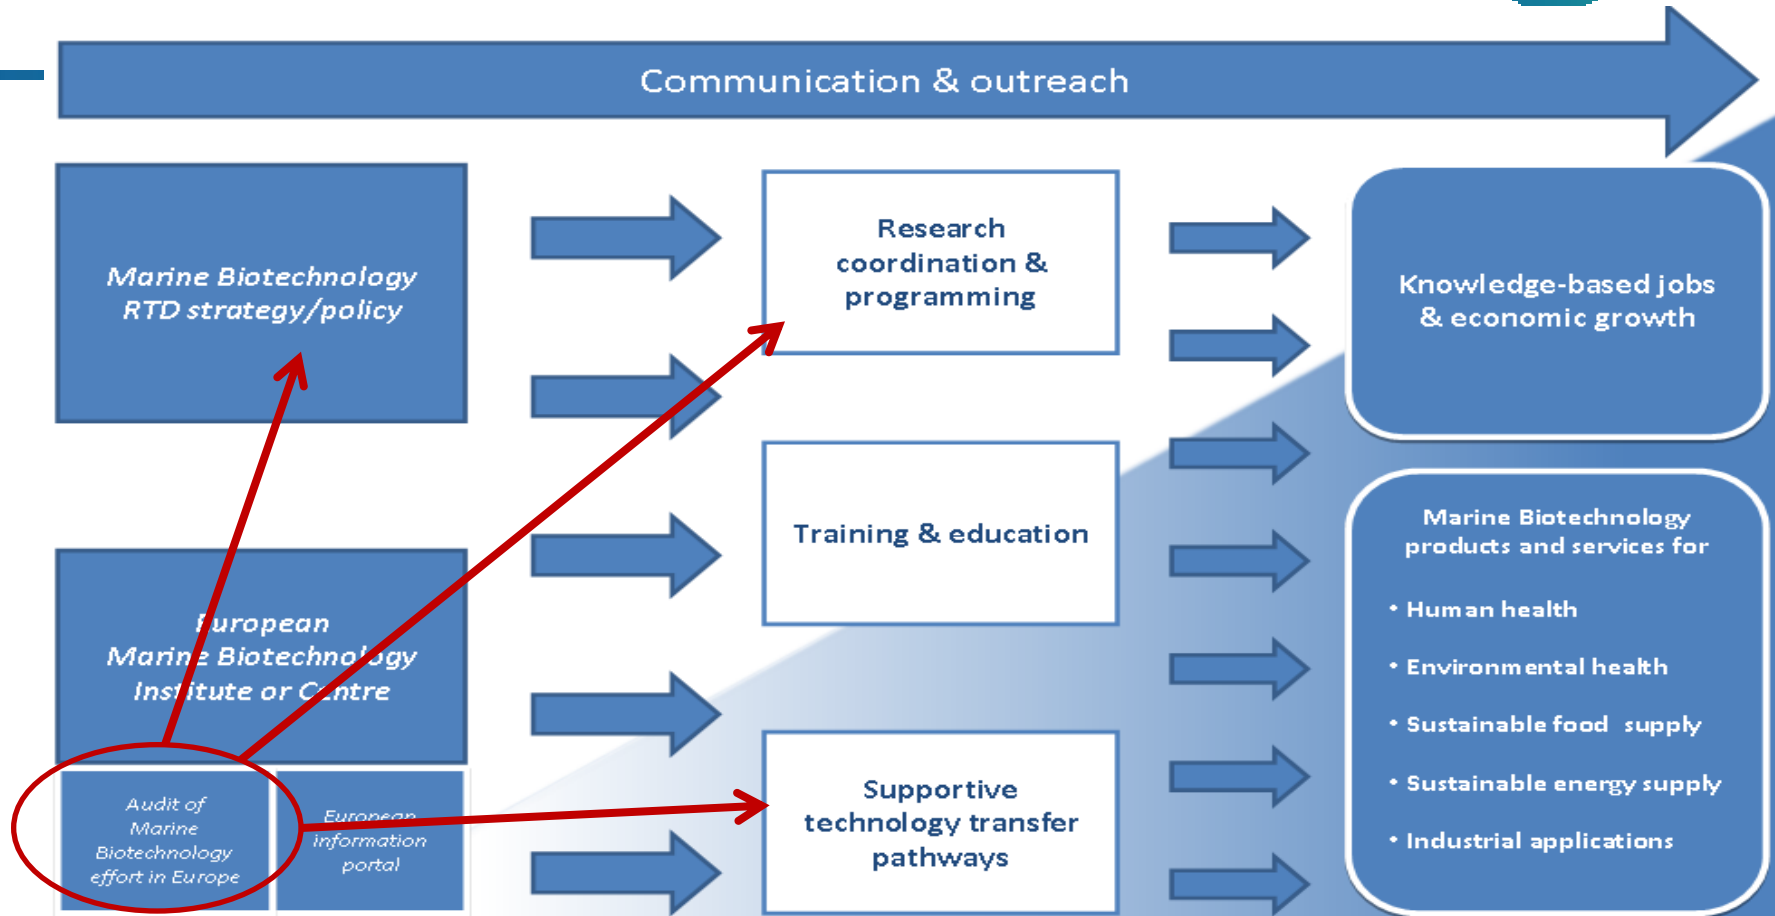 Communication & outreach
Marine Biotechnology
RTD strategy/policy
European
Marine Biotechnology
Institute or Centre
Audit of
Marine
Biotechnology
effort in Europe
European
information
portal
Research
coordination &
programming
Training & education
Supportive
technology transfer
pathways
Knowledge-based jobs
& economic growth
Marine Biotechnology
products and services for
• Human health
• Environmental health
• Sustainable food supply
• Sustainable energy supply
• Industrial applications